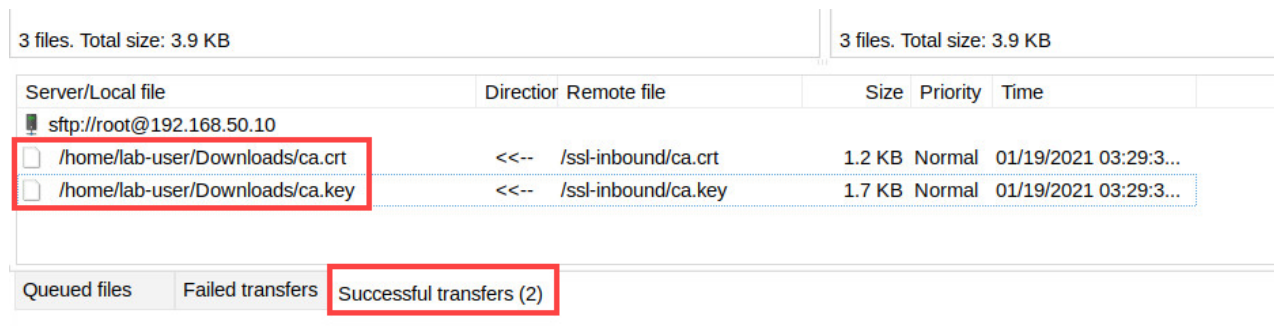 3 files. Total size: 3.9 KB 3 files. Total size: 3.9 KB
Server/Local file Direction Remote file Size Priority Time
sftp://root@192.168.50.10
/home/lab-user/Downloads/ca.crt <<-- /ssl-inbound/ca.crt 1.2 KB Normal 01/19/2021 03:29:3...
/home/lab-user/Downloads/ca.key <<-- /ssl-inbound/ca.key 1.7 KB Normal 01/19/2021 03:29:3...
Queued files Failed transfers Successful transfers (2)